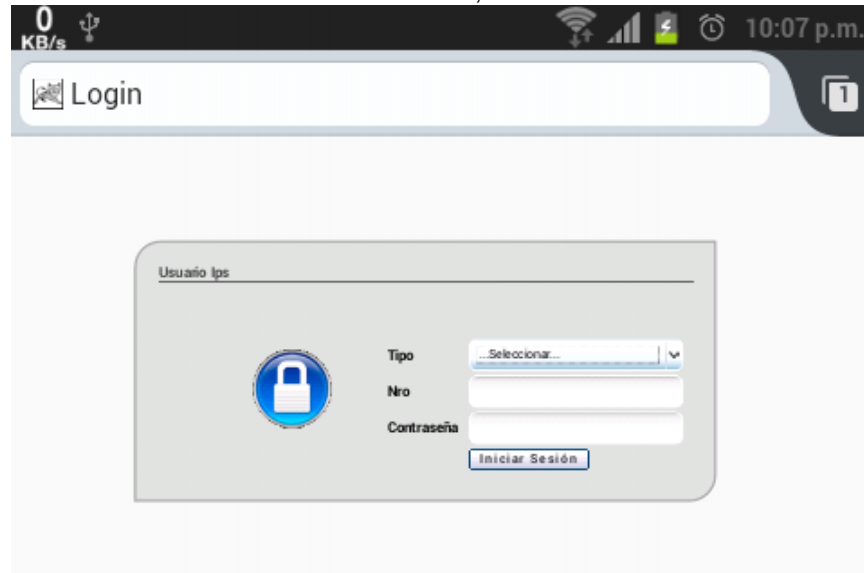 0
KB/s
10:07 p.m.
Login
1
Usuario Ips
Tipo
...Seleccionar...
Nro
Contraseña
Iniciar Sesión